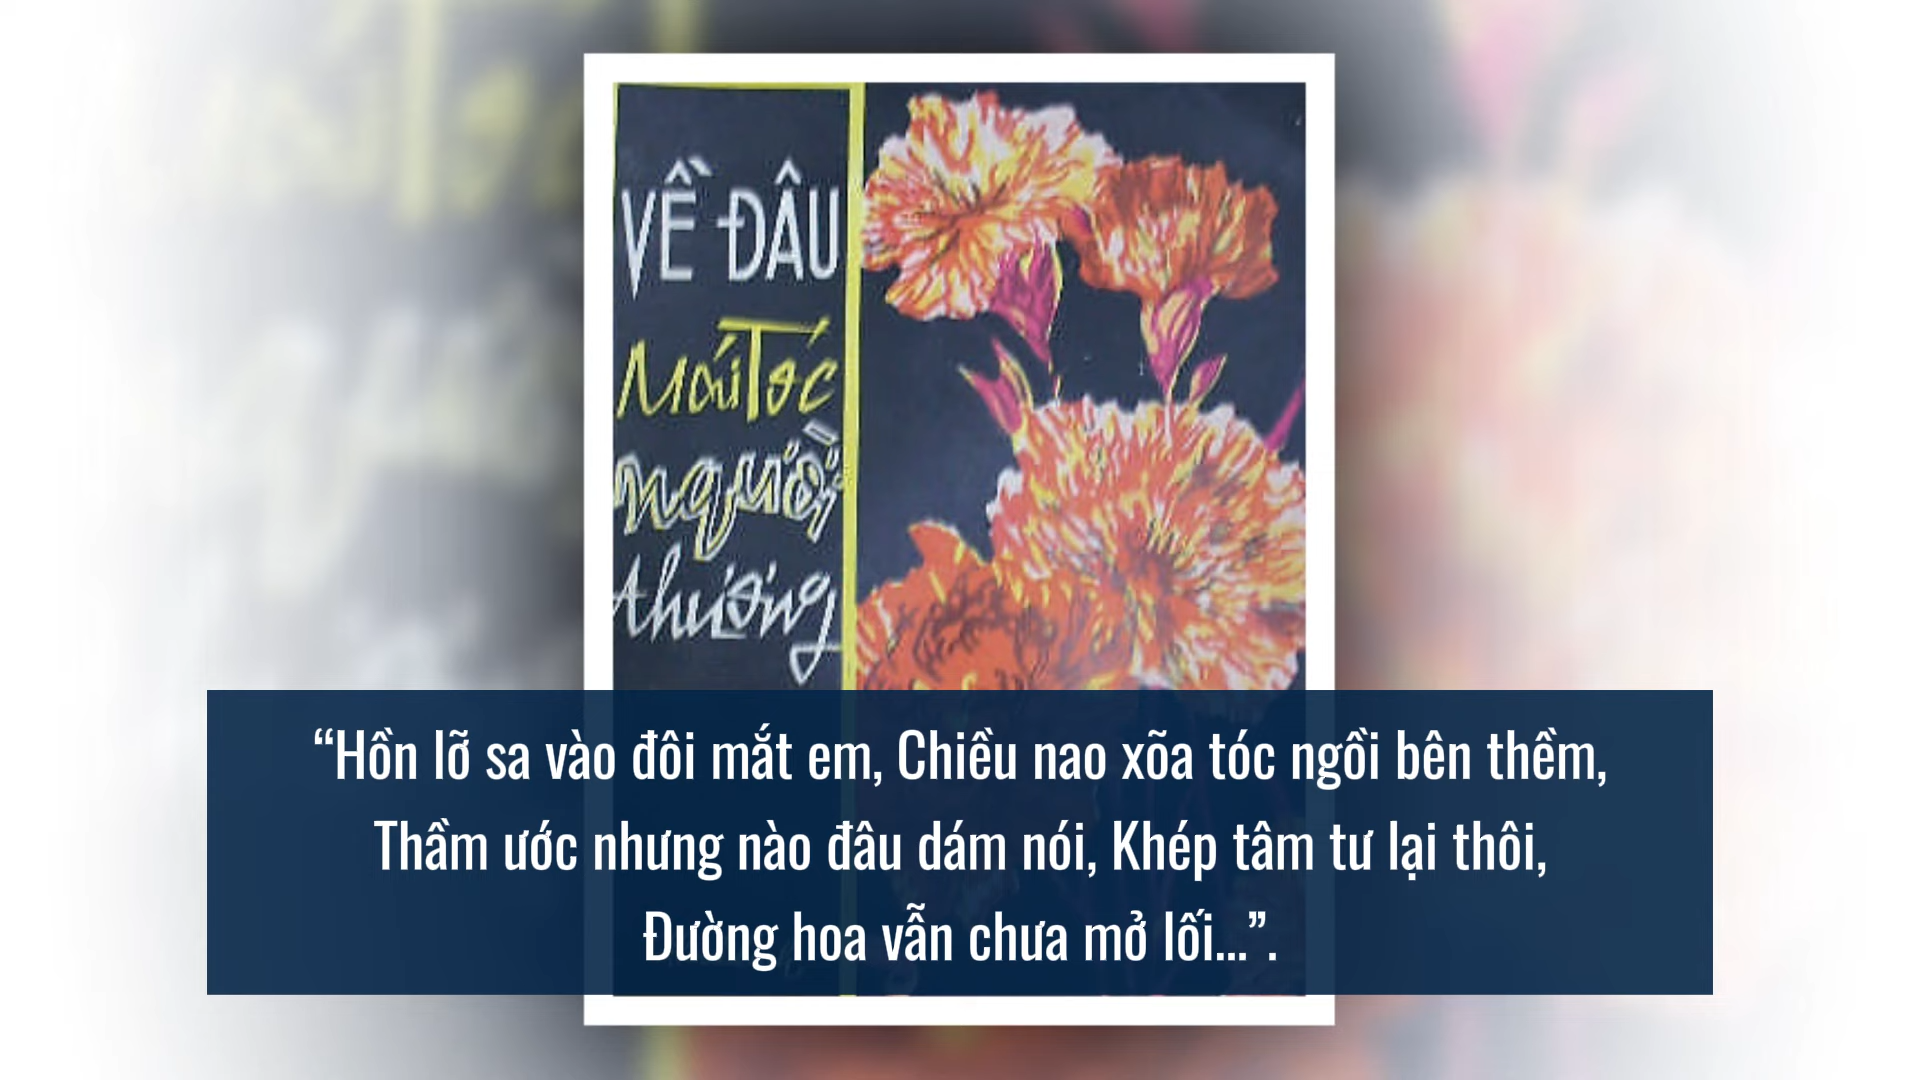 VỀ ĐÂU
Mái Tóc
người
thương
“Hồn lỡ sa vào đôi mắt em, Chiều nao xõa tóc ngồi bên thềm,
Thầm ước nhưng nào đâu dám nói, Khép tâm tư lại thôi,
Đường hoa vẫn chưa mở lối...”.